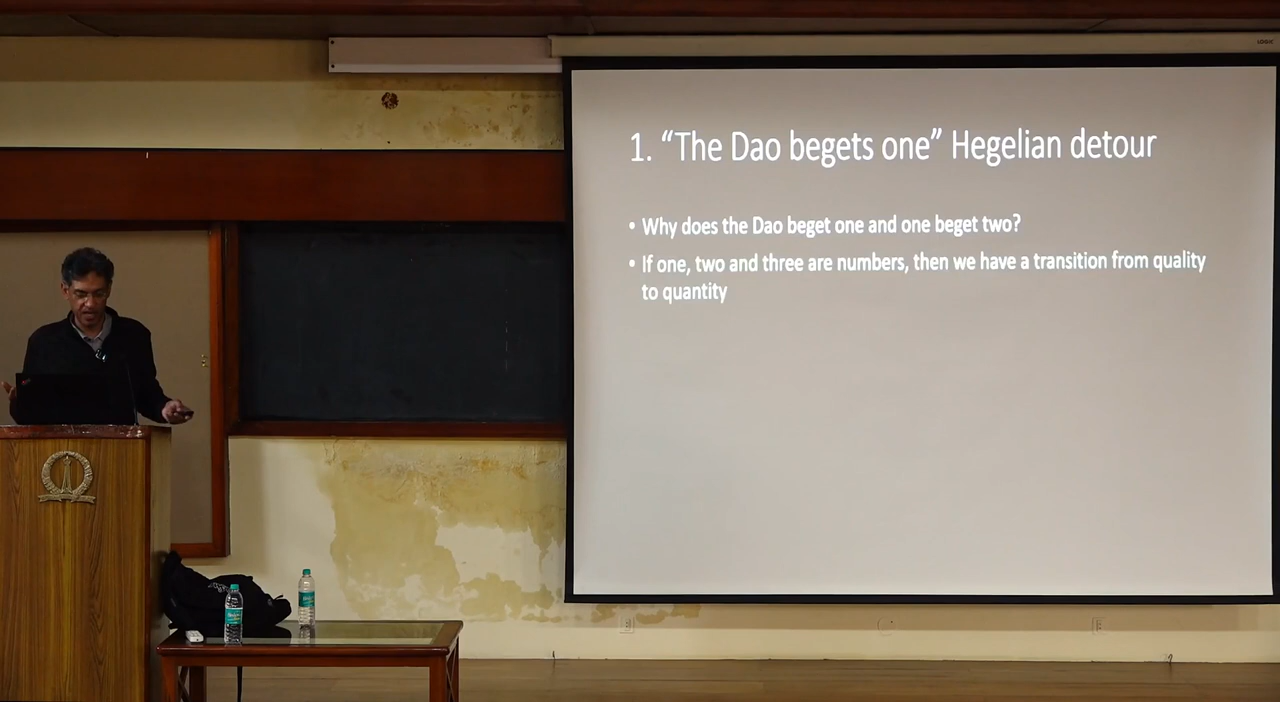 LOGIC
1. “The Dao begets one” Hegelian detour
• Why does the Dao beget one and one beget two?
• If one, two and three are numbers, then we have a transition from quality
to quantity